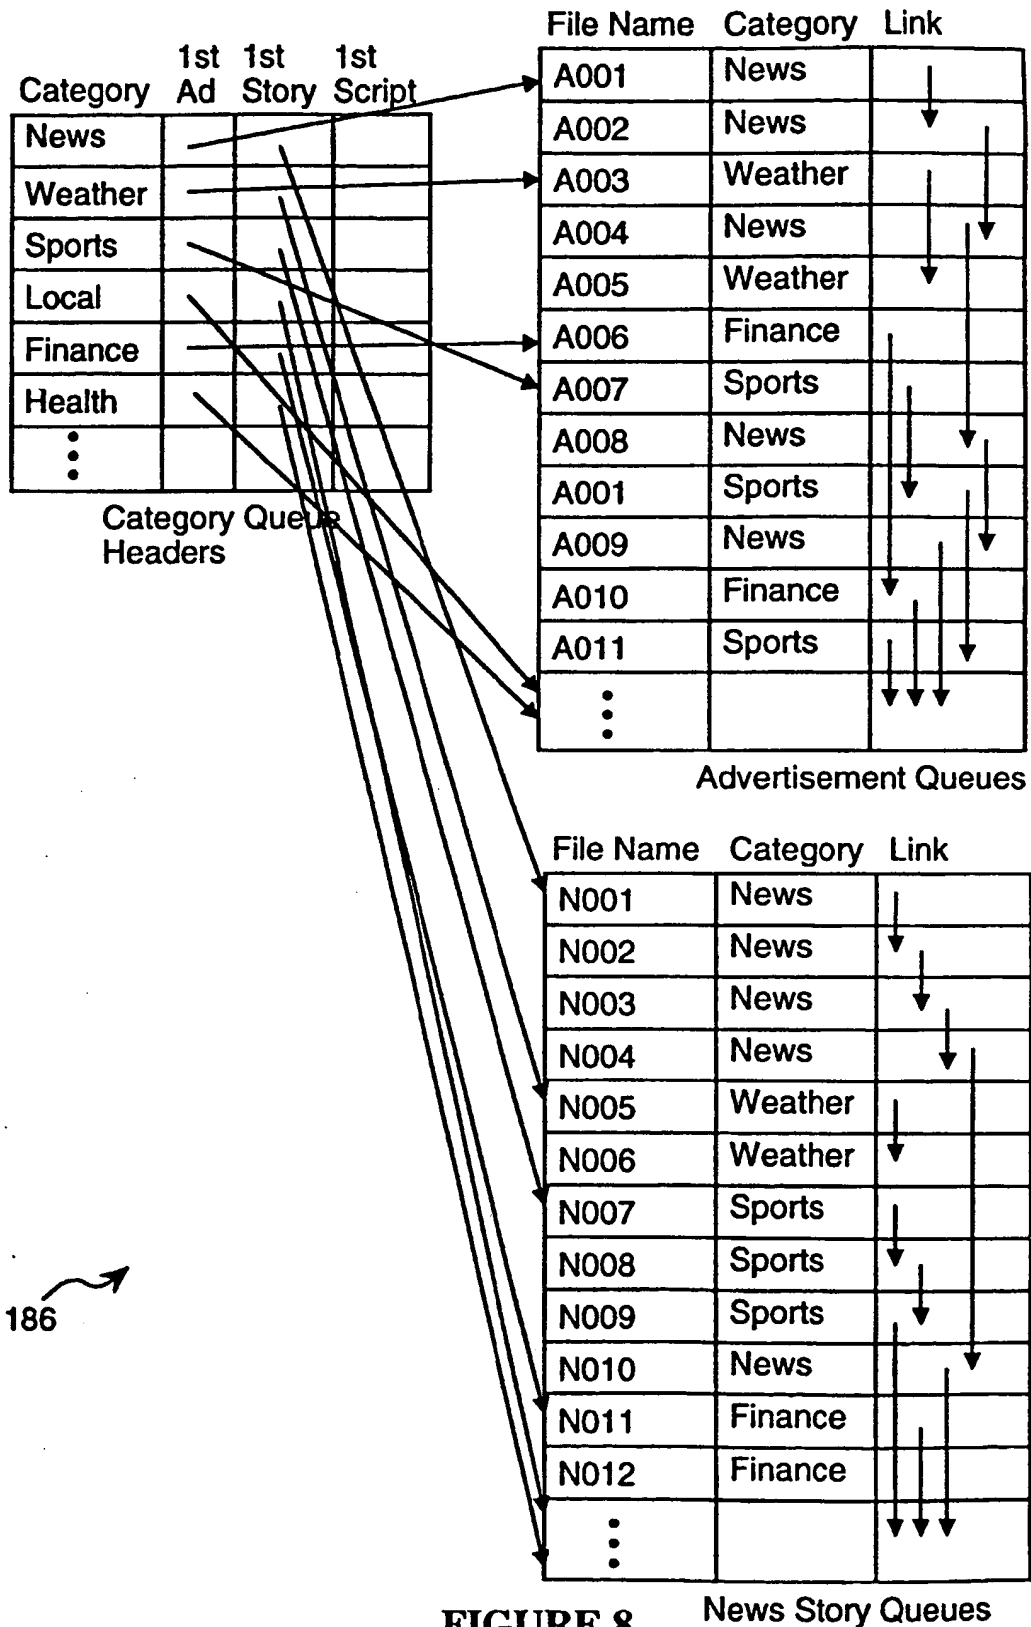 Category 1st Ad 1st Story 1st Script
News
Weather
Sports
Local
Finance
Health
Category Queue
Headers
File Name Category Link
A001 News
A002 News
A003 Weather
A004 News
A005 Weather
A006 Finance
A007 Sports
A008 News
A001 Sports
A009 News
A010 Finance
A011 Sports
Advertisement Queues
File Name Category Link
N001 News
N002 News
N003 News
N004 News
N005 Weather
N006 Weather
N007 Sports
N008 Sports
N009 Sports
N010 News
N011 Finance
N012 Finance
News Story Queues
186
FIGURE 8